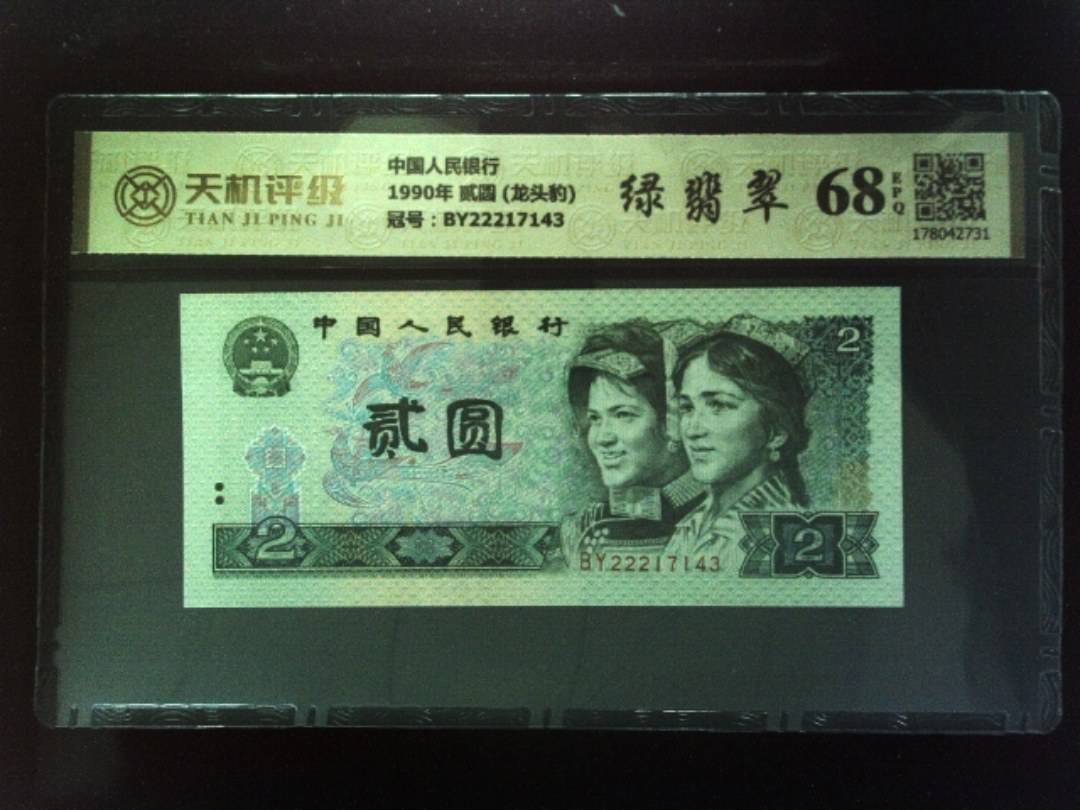 天机评级
TIAN JI PING JI
中国人民银行
1990年 贰圆 (龙头豹)
冠号：BY22217143
绿翡翠
68
EPQ
178042731
中国人民银行
2
贰圆
2
2
BY22217143